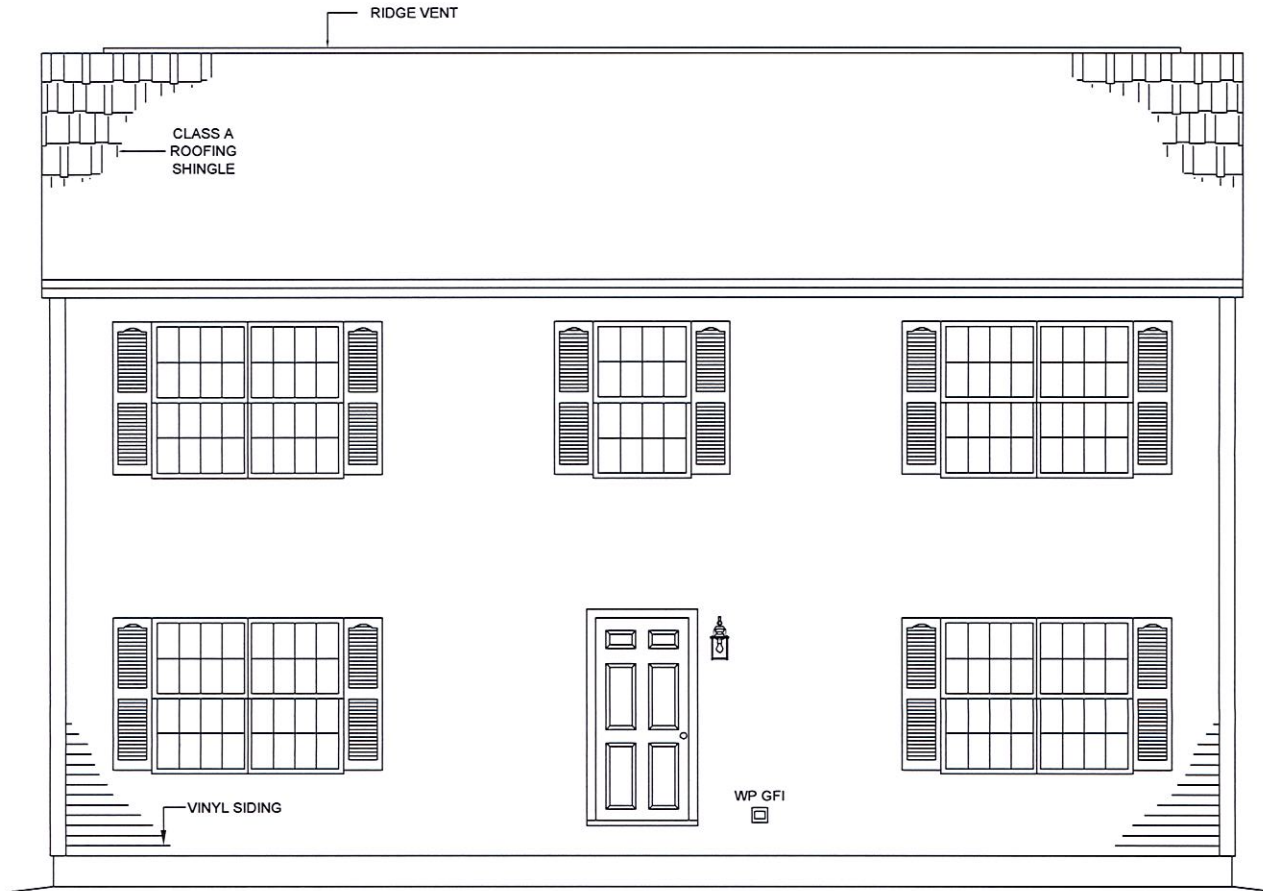 RIDGE VENT
CLASS A
ROOFING
SHINGLE
WP GFI
VINYL SIDING